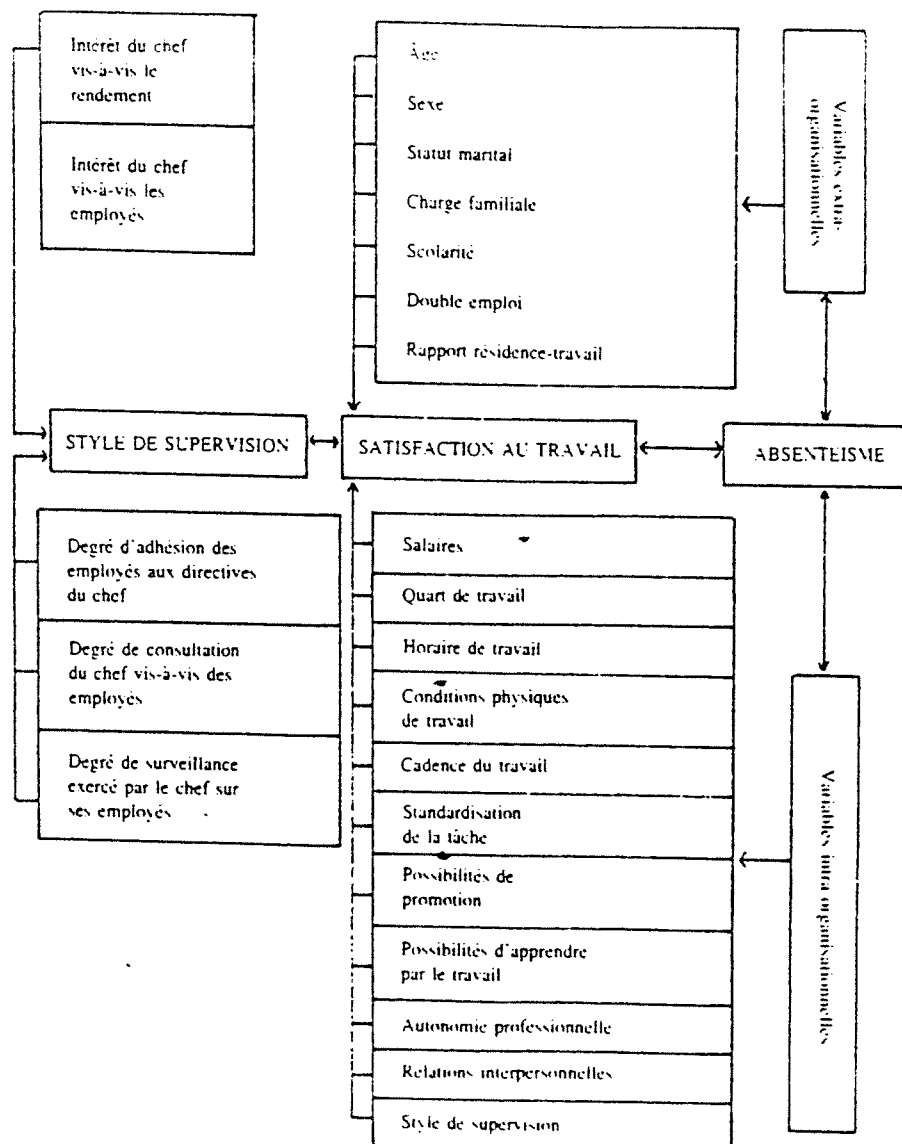 Intérêt du chef
vis-à-vis le
rendement
Intérêt du chef
vis-à-vis les
employés
Âge
Sexe
Statut marital
Charge familiale
Scolarité
Double emploi
Rapport résidence-travail
Variables extra-
organisationnelles
STYLE DE SUPERVISION
SATISFACTION AU TRAVAIL
ABSENTEISME
Degré d'adhésion des
employés aux directives
du chef
Degré de consultation
du chef vis-à-vis des
employés
Degré de surveillance
exercé par le chef sur
ses employés
Salaires
Quart de travail
Horaire de travail
Conditions physiques
de travail
Cadence du travail
Standardisation
de la tâche
Possibilités de
promotion
Possibilités d'apprendre
par le travail
Autonomie professionnelle
Relations interpersonnelles
Style de supervision
Variables intra organisationnelles